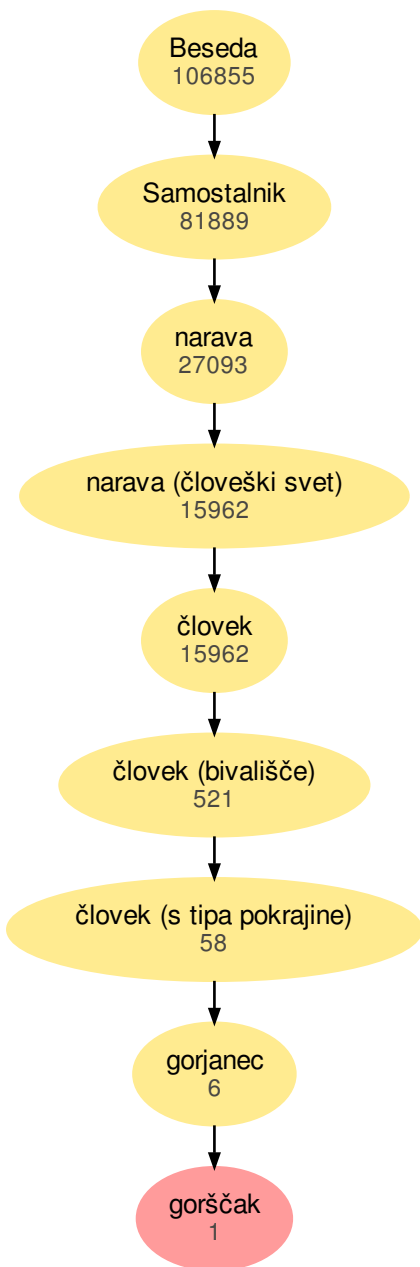 Beseda
106855
Samostalnik
81889
narava
27093
narava (človeški svet)
15962
človek
15962
človek (bivališče)
521
človek (s tipa pokrajine)
58
gorjanec
6
gorščak
1